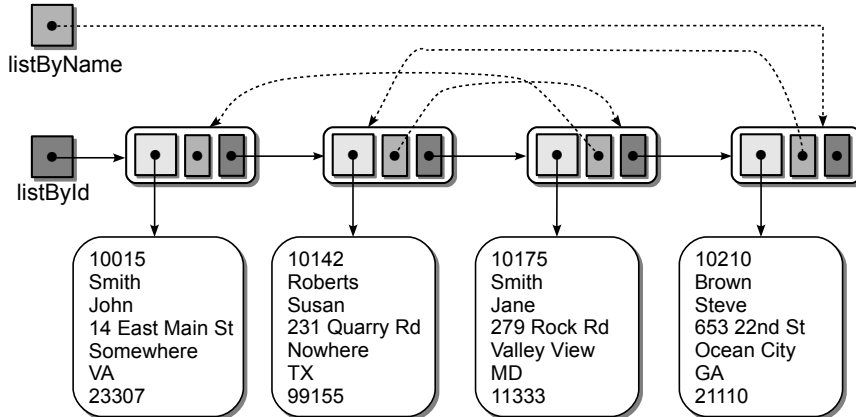 listByName
listById
10015
Smith
John
14 East Main St
Somewhere
VA
23307
10142
Roberts
Susan
231 Quarry Rd
Nowhere
TX
99155
10175
Smith
Jane
279 Rock Rd
Valley View
MD
11333
10210
Brown
Steve
653 22nd St
Ocean City
GA
21110